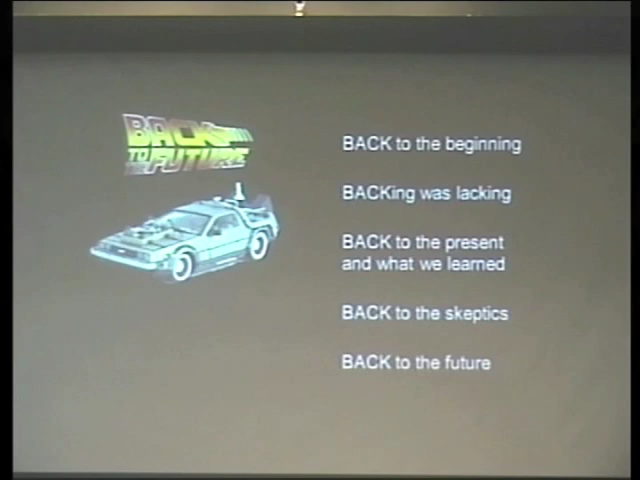 BACK
TO FUTURE
BACK to the beginning
BACKing was lacking
BACK to the present
and what we learned
BACK to the skeptics
BACK to the future